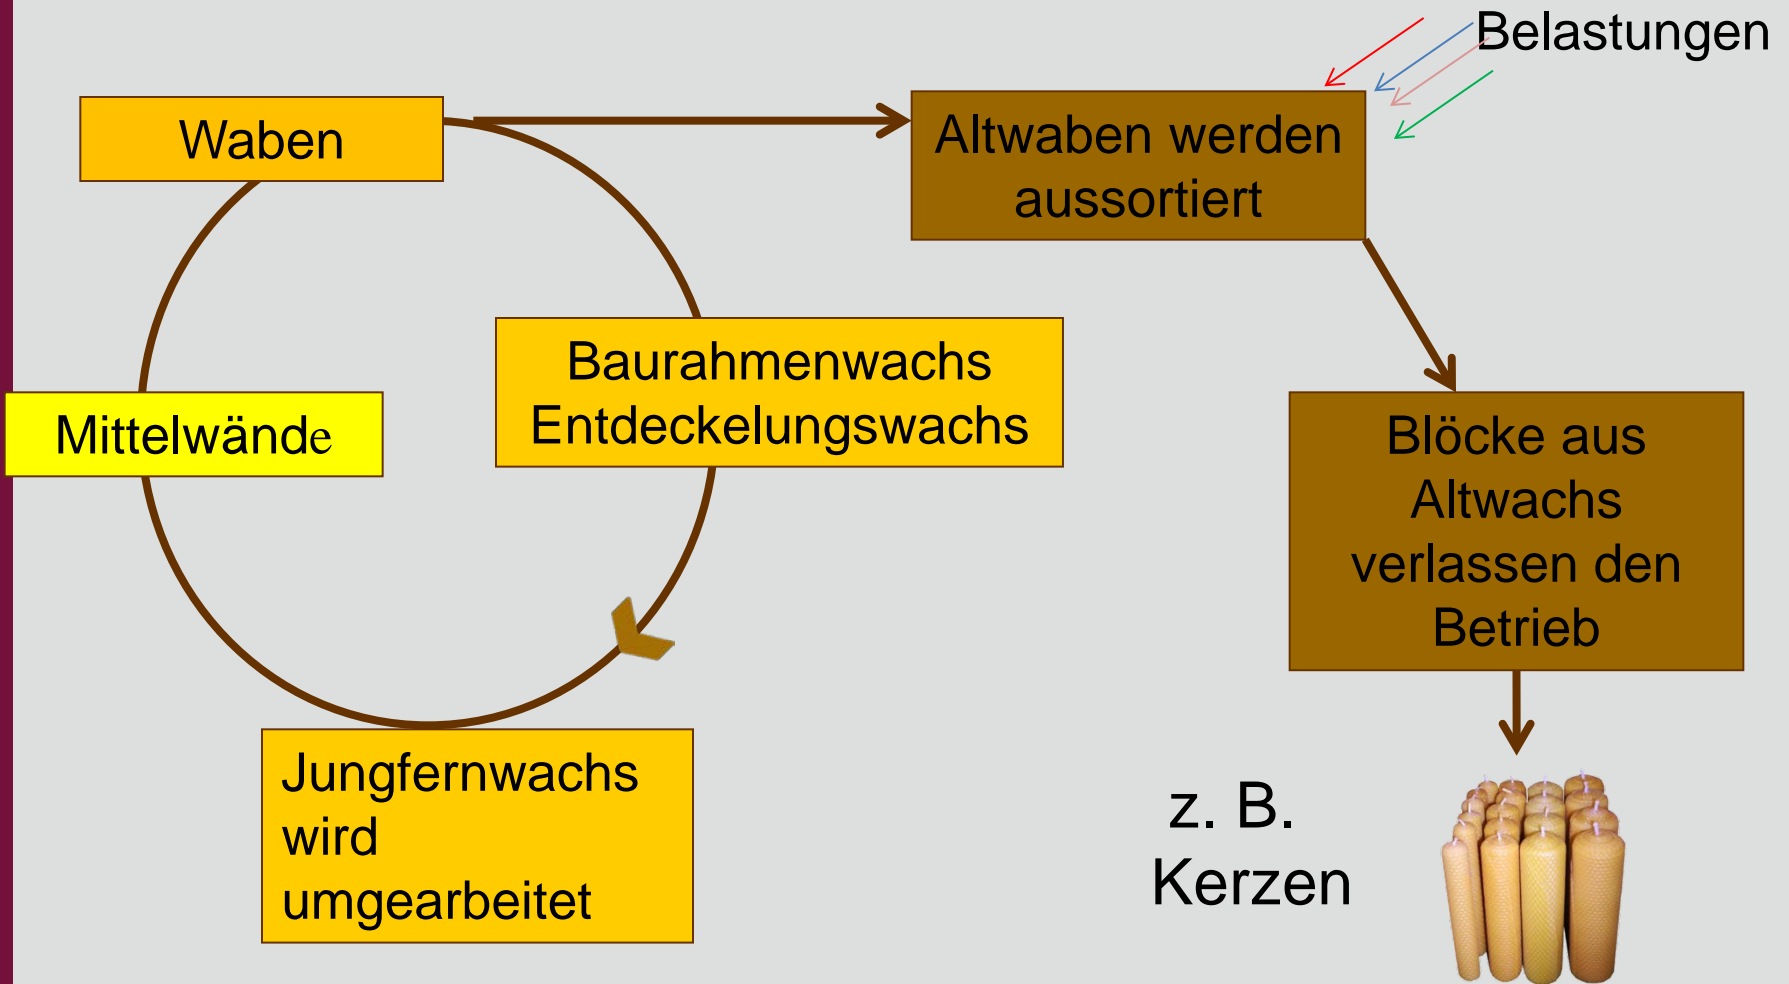 Belastungen
Waben
Altwaben werden
aussortiert
Baurahmenwachs
Entdeckelungswachs
Mittelwände
Blöcke aus
Altwachs
verlassen den
Betrieb
Jungfernwachs
wird
umgearbeitet
z. B.
Kerzen